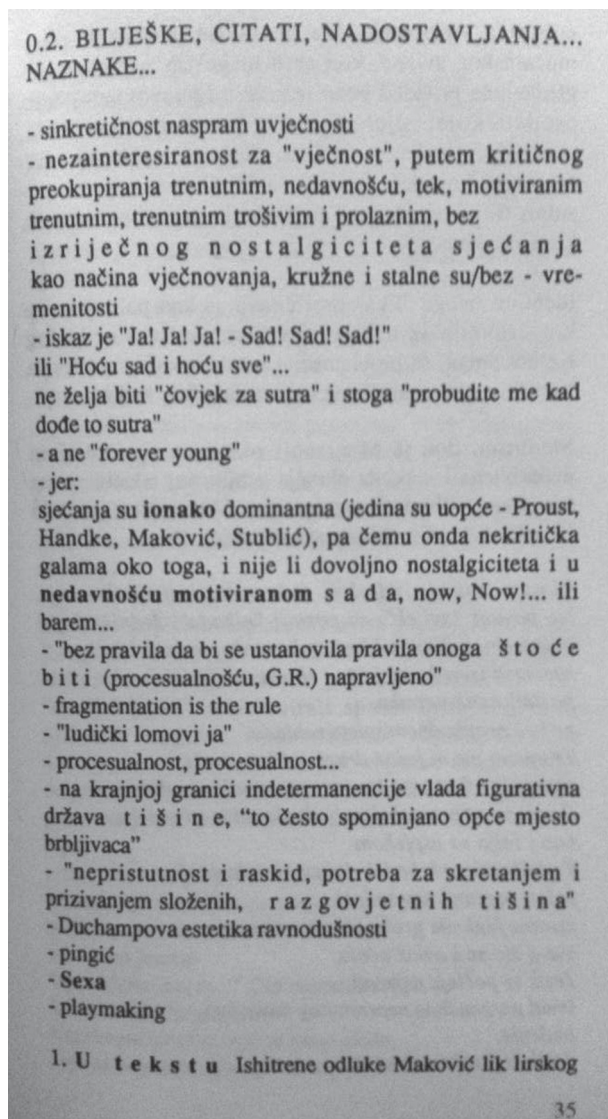 0.2. BILJEŠKE, CITATI, NADOSTAVLJANJA...
NAZNAKE...
- sinkretičnost naspram uvječnosti
- nezainteresiranost za "vječnost", putem kritičnog
preokupiranja trenutnim, nedavnošću, tek, motiviranim
trenutnim, trenutnim trošivim i prolaznim, bez
i z r i j e č n o g n o s t a l g i c i t e t a s j e ć a n j a
kao načina vječnovanja, kružne i stalne su/bez - vre-
menitosti
- iskaz je "Ja! Ja! Ja! - Sad! Sad! Sad!"
ili "Hoću sad i hoću sve"...
ne želja biti "čovjek za sutra" i stoga "probudite me kad
dođe to sutra"
- a ne "forever young"
- jer:
sjećanja su ionako dominantna (jedina su uopće - Proust,
Handke, Maković, Stublić), pa čemu onda nekritička
galama oko toga, i nije li dovoljno nostalgiciteta i u
nedavnošću motiviranom s a d a, now, Now!... ili
barem...
- "bez pravila da bi se ustanovila pravila onoga š t o ć e
b i t i (procesualnošću, G.R.) napravljeno"
- fragmentation is the rule
- "ludički lomovi ja"
- procesualnost, procesualnost...
- na krajnjoj granici indetermanencije vlada figurativna
država t i š i n e, “to često spominjano opće mjesto
brbljivaca”
- "nepristutnost i raskid, potreba za skretanjem i
prizivanjem složenih, r a z g o v j e t n i h t i š i n a"
- Duchampova estetika ravnodušnosti
- pingić
- Sexa
- playmaking
1. U t e k s t u Ishitrene odluke Maković lik lirskog
35